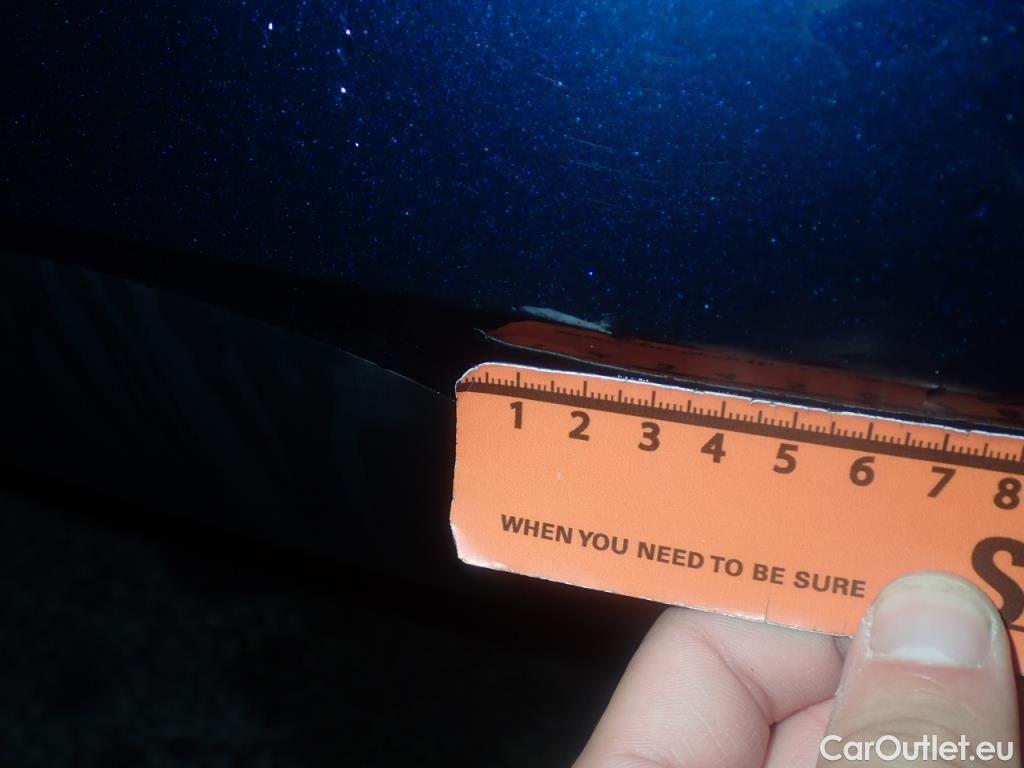 1 2 3 4 5 6 7 8
WHEN YOU NEED TO BE SURE
S
CarOutlet.eu